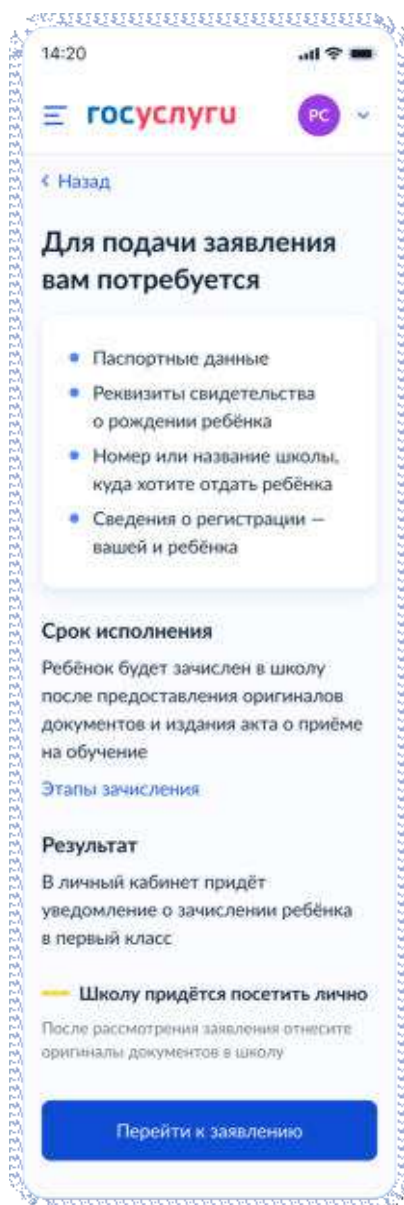 14:20
госуслуги
РС
Назад
Для подачи заявления
вам потребуется
Паспортные данные
Реквизиты свидетельства
о рождении ребёнка
Номер или название школы,
куда хотите отдать ребёнка
Сведения о регистрации —
вашей и ребёнка
Срок исполнения
Ребёнок будет зачислен в школу
после предоставления оригиналов
документов и издания акта о приёме
на обучение
Этапы зачисления
Результат
В личный кабинет придёт
уведомление о зачислении ребёнка
в первый класс
Школу придётся посетить лично
После рассмотрения заявления отнесите
оригиналы документов в школу
Перейти к заявлению